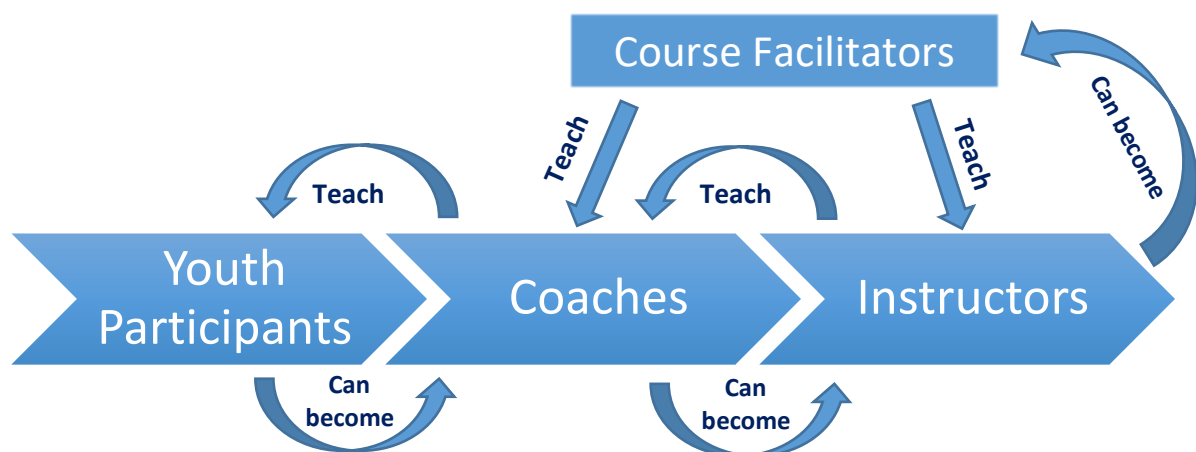 Course Facilitators
Can become
Teach
Teach
Teach
Teach
Youth
Participants
Coaches
Instructors
Can
become
Can
become